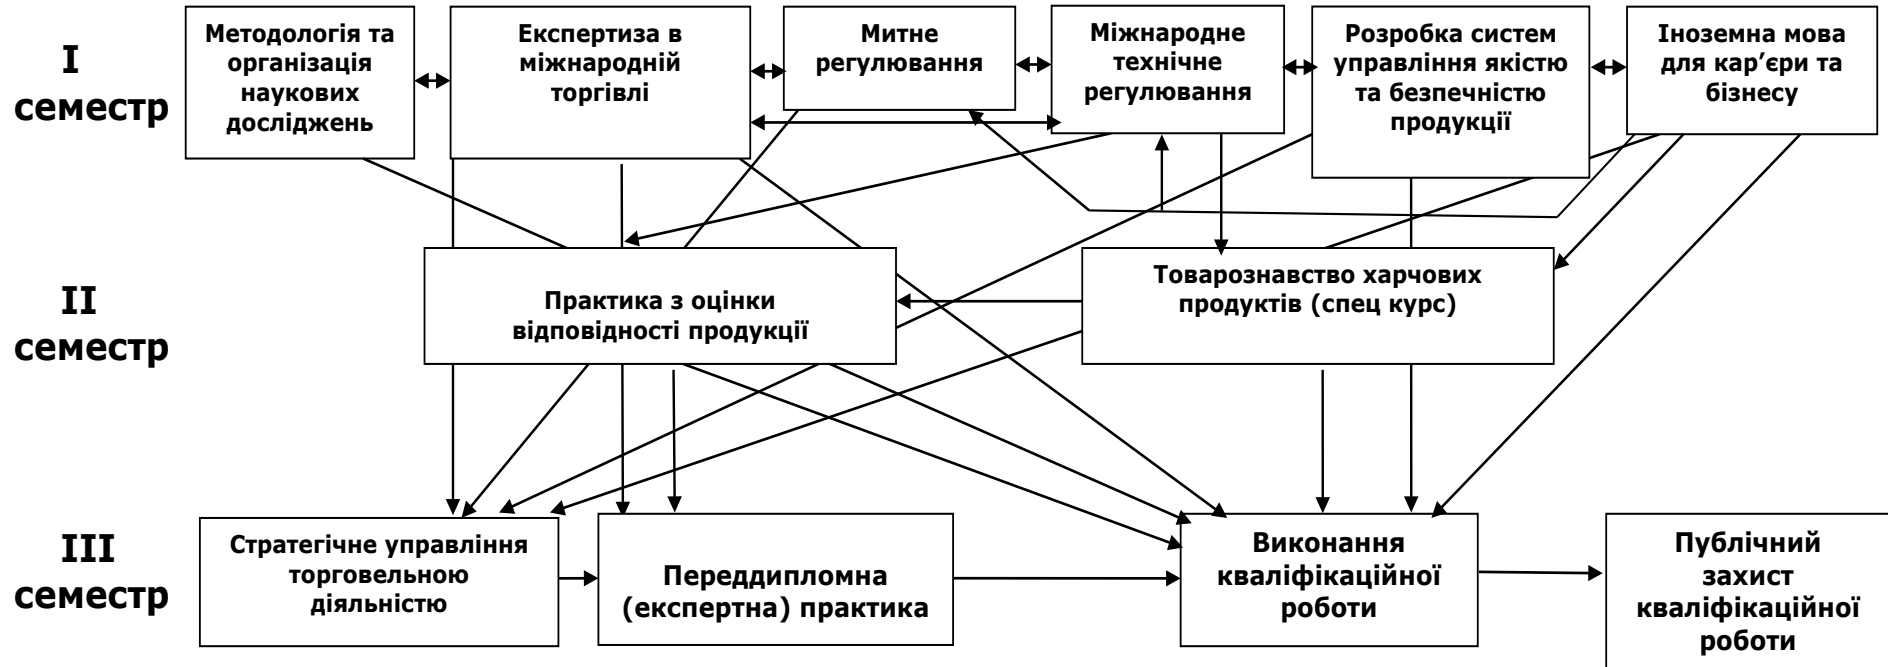 I
семестр
Методологія та
організація
наукових
досліджень
Експертиза в
міжнародній
торгівлі
Митне
регулювання
Міжнародне
технічне
регулювання
Розробка систем
управління якістю
та безпечністю
продукції
Іноземна мова
для кар’єри та
бізнесу
II
семестр
Практика з оцінки
відповідності продукції
Товарознавство харчових
продуктів (спец курс)
III
семестр
Стратегічне управління
торговельною
діяльністю
Переддипломна
(експертна) практика
Виконання
кваліфікаційної
роботи
Публічний
захист
кваліфікаційної
роботи